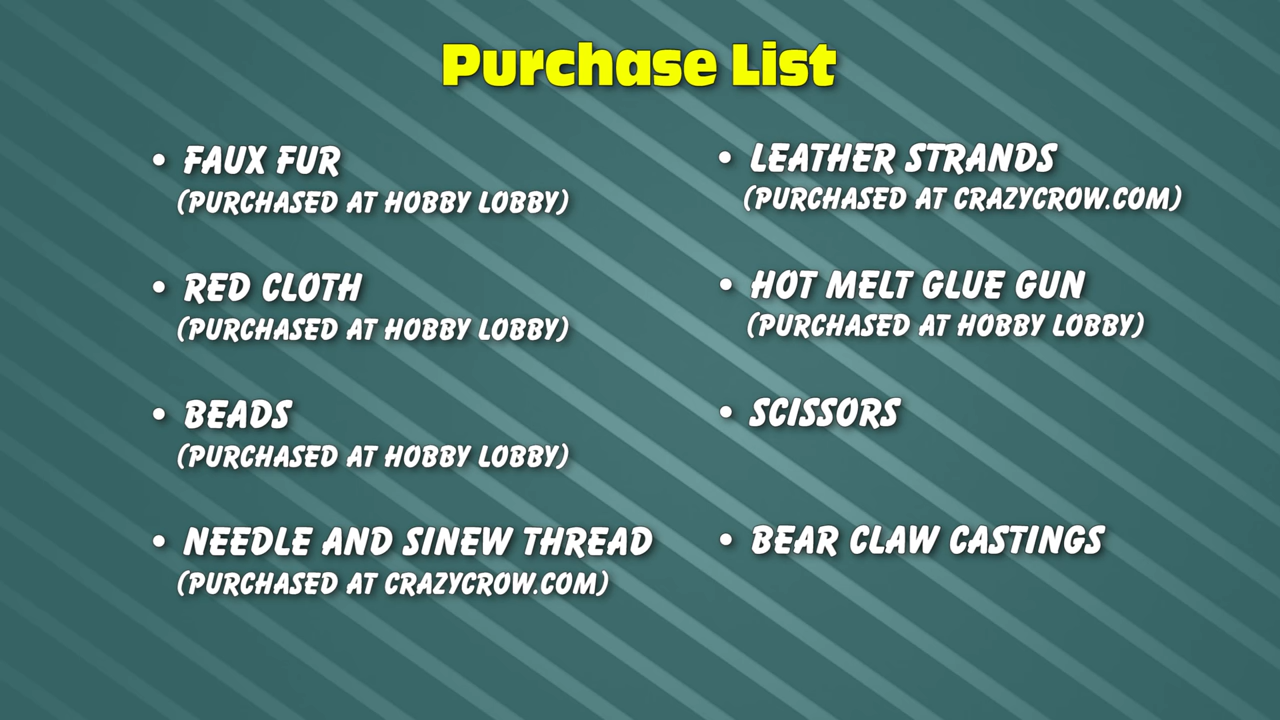 Purchase List
• FAUX FUR
(PURCHASED AT HOBBY LOBBY)
• RED CLOTH
(PURCHASED AT HOBBY LOBBY)
• BEADS
(PURCHASED AT HOBBY LOBBY)
• NEEDLE AND SINEW THREAD
(PURCHASED AT CRAZYCROW.COM)
• LEATHER STRANDS
(PURCHASED AT CRAZYCROW.COM)
• HOT MELT GLUE GUN
(PURCHASED AT HOBBY LOBBY)
• SCISSORS
• BEAR CLAW CASTINGS